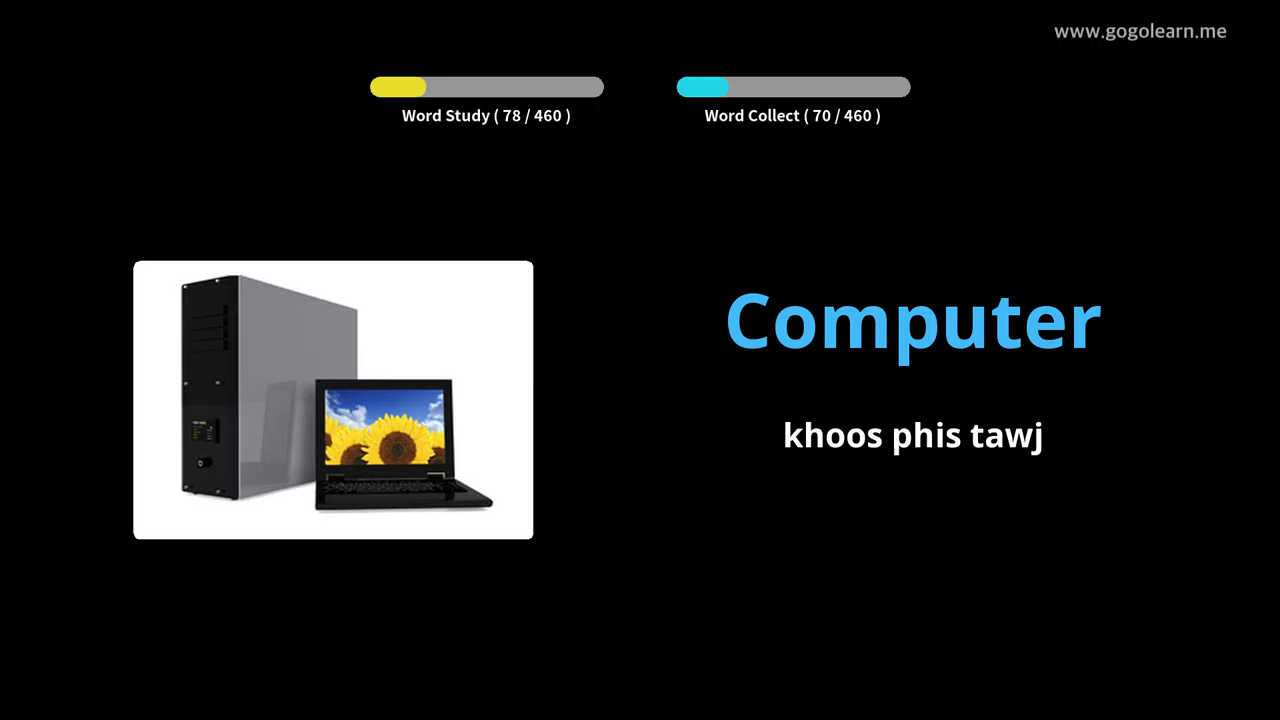 www.gogolearn.me
Word Study ( 78 / 460 )
Word Collect ( 70 / 460 )
Computer
khoos phis tawj